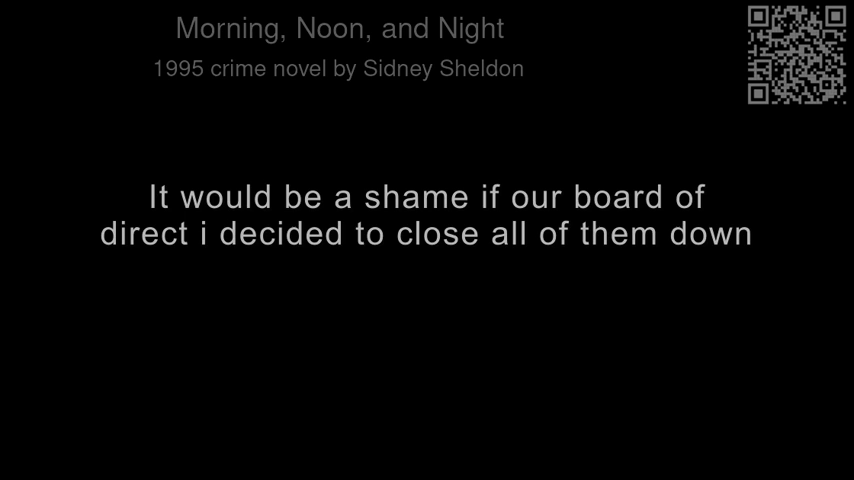 Morning, Noon, and Night
1995 crime novel by Sidney Sheldon
It would be a shame if our board of
direct i decided to close all of them down